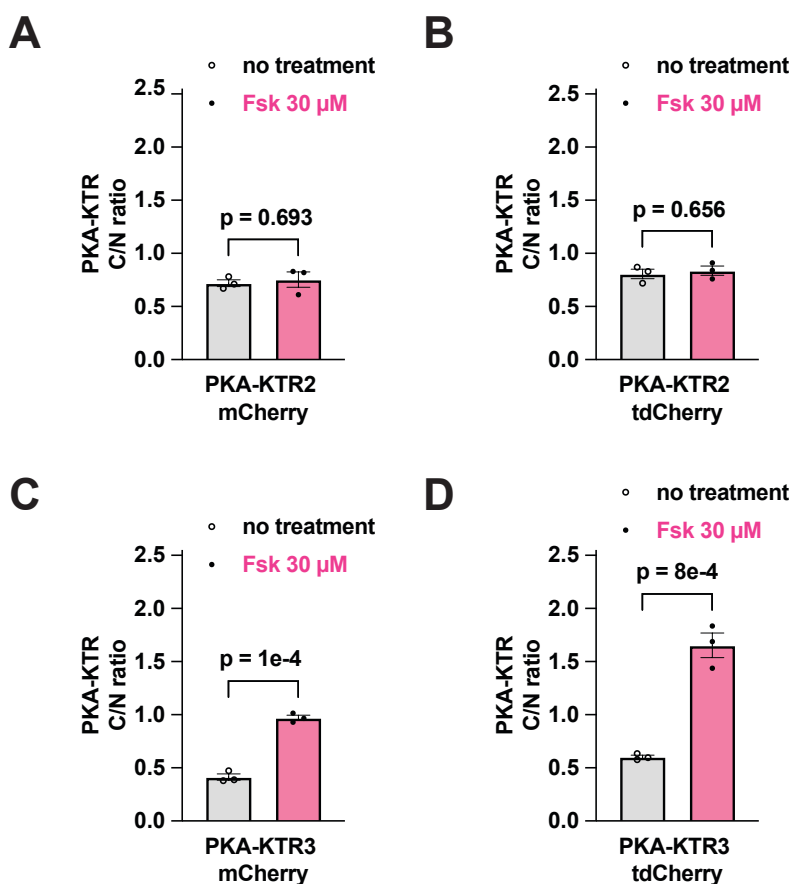 A
no treatment
Fsk 30 μM
2.5
2.0
1.5
1.0
0.5
0.0
PKA-KTR
C/N ratio
p = 0.693
PKA-KTR2
mCherry
B
no treatment
Fsk 30 μM
2.5
2.0
1.5
1.0
0.5
0.0
PKA-KTR
C/N ratio
p = 0.656
PKA-KTR2
tdCherry
C
no treatment
Fsk 30 μM
2.5
2.0
1.5
1.0
0.5
0.0
PKA-KTR
C/N ratio
p = 1e-4
PKA-KTR3
mCherry
D
no treatment
Fsk 30 μM
2.5
2.0
1.5
1.0
0.5
0.0
PKA-KTR
C/N ratio
p = 8e-4
PKA-KTR3
tdCherry